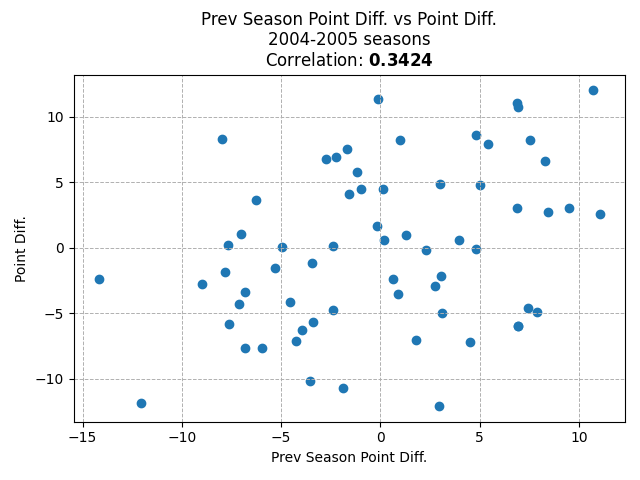 Prev Season Point Diff. vs Point Diff.
2004-2005 seasons
Correlation: 0.3424
Point Diff.
10
5
0
−5
−10
−15
−10
−5
0
5
10
Prev Season Point Diff.